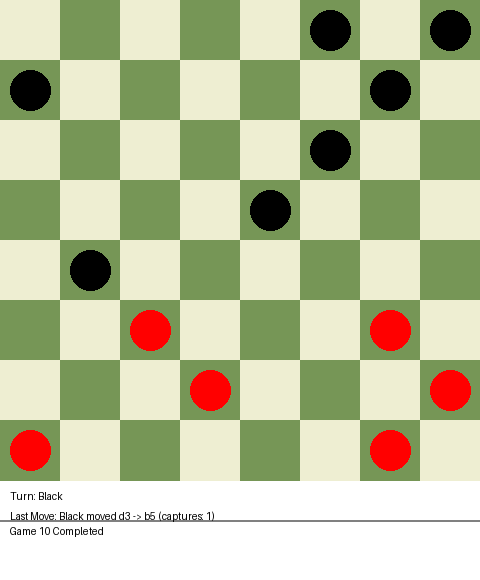 Turn: Black
Last Move: Black moved d3 -> b5 (captures: 1)
Game 10 Completed